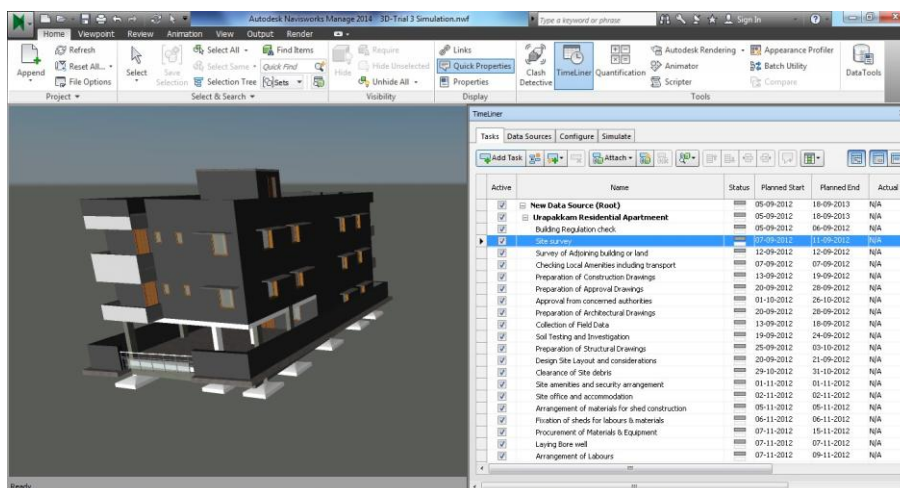 Autodesk Navisworks Manage 2014 3D-Trial 3 Simulation.nwf
Type a keyword or phrase
Sign In
Home Viewpoint Review Animation View Output Render
Append
Refresh
Reset All...
File Options
Project
Select
Save Selection
Select All
Select Same
Selection Tree
Find Items
Quick Find
Sets
Select & Search
Hide
Require
Hide Unselected
Unhide All
Visibility
Links
Quick Properties
Properties
Display
Clash Detective
TimeLiner
Quantification
Autodesk Rendering
Animator
Scripter
Appearance Profiler
Batch Utility
Compare
Tools
DataTools
TimeLiner
Tasks Data Sources Configure Simulate
Add Task Attach
Active Name Status Planned Start Planned End Actual
New Data Source (Root) 05-09-2012 18-09-2013 N/A
Urapakkam Residential Apartmeent 05-09-2012 18-09-2013 N/A
Building Regulation check 05-09-2012 06-09-2012 N/A
Site survey 07-09-2012 11-09-2012 N/A
Survey of Adjoining building or land 12-09-2012 12-09-2012 N/A
Checking Local Amenities including transport 07-09-2012 07-09-2012 N/A
Preparation of Construction Drawings 13-09-2012 19-09-2012 N/A
Preparation of Approval Drawings 20-09-2012 28-09-2012 N/A
Approval from concerned authorities 01-10-2012 26-10-2012 N/A
Preparation of Architectural Drawings 20-09-2012 28-09-2012 N/A
Collection of Field Data 13-09-2012 18-09-2012 N/A
Soil Testing and Investigation 19-09-2012 24-09-2012 N/A
Preparation of Structural Drawings 25-09-2012 03-10-2012 N/A
Design Site Layout and considerations 20-09-2012 21-09-2012 N/A
Clearance of Site debris 29-10-2012 31-10-2012 N/A
Site amenities and security arrangement 01-11-2012 01-11-2012 N/A
Site office and accommodation 02-11-2012 02-11-2012 N/A
Arrangement of materials for shed construction 05-11-2012 05-11-2012 N/A
Fixation of sheds for labours & materials 06-11-2012 06-11-2012 N/A
Procurement of Materials & Equipment 07-11-2012 15-11-2012 N/A
Laying Bore well 07-11-2012 07-11-2012 N/A
Arrangement of Labours 07-11-2012 09-11-2012 N/A
Ready